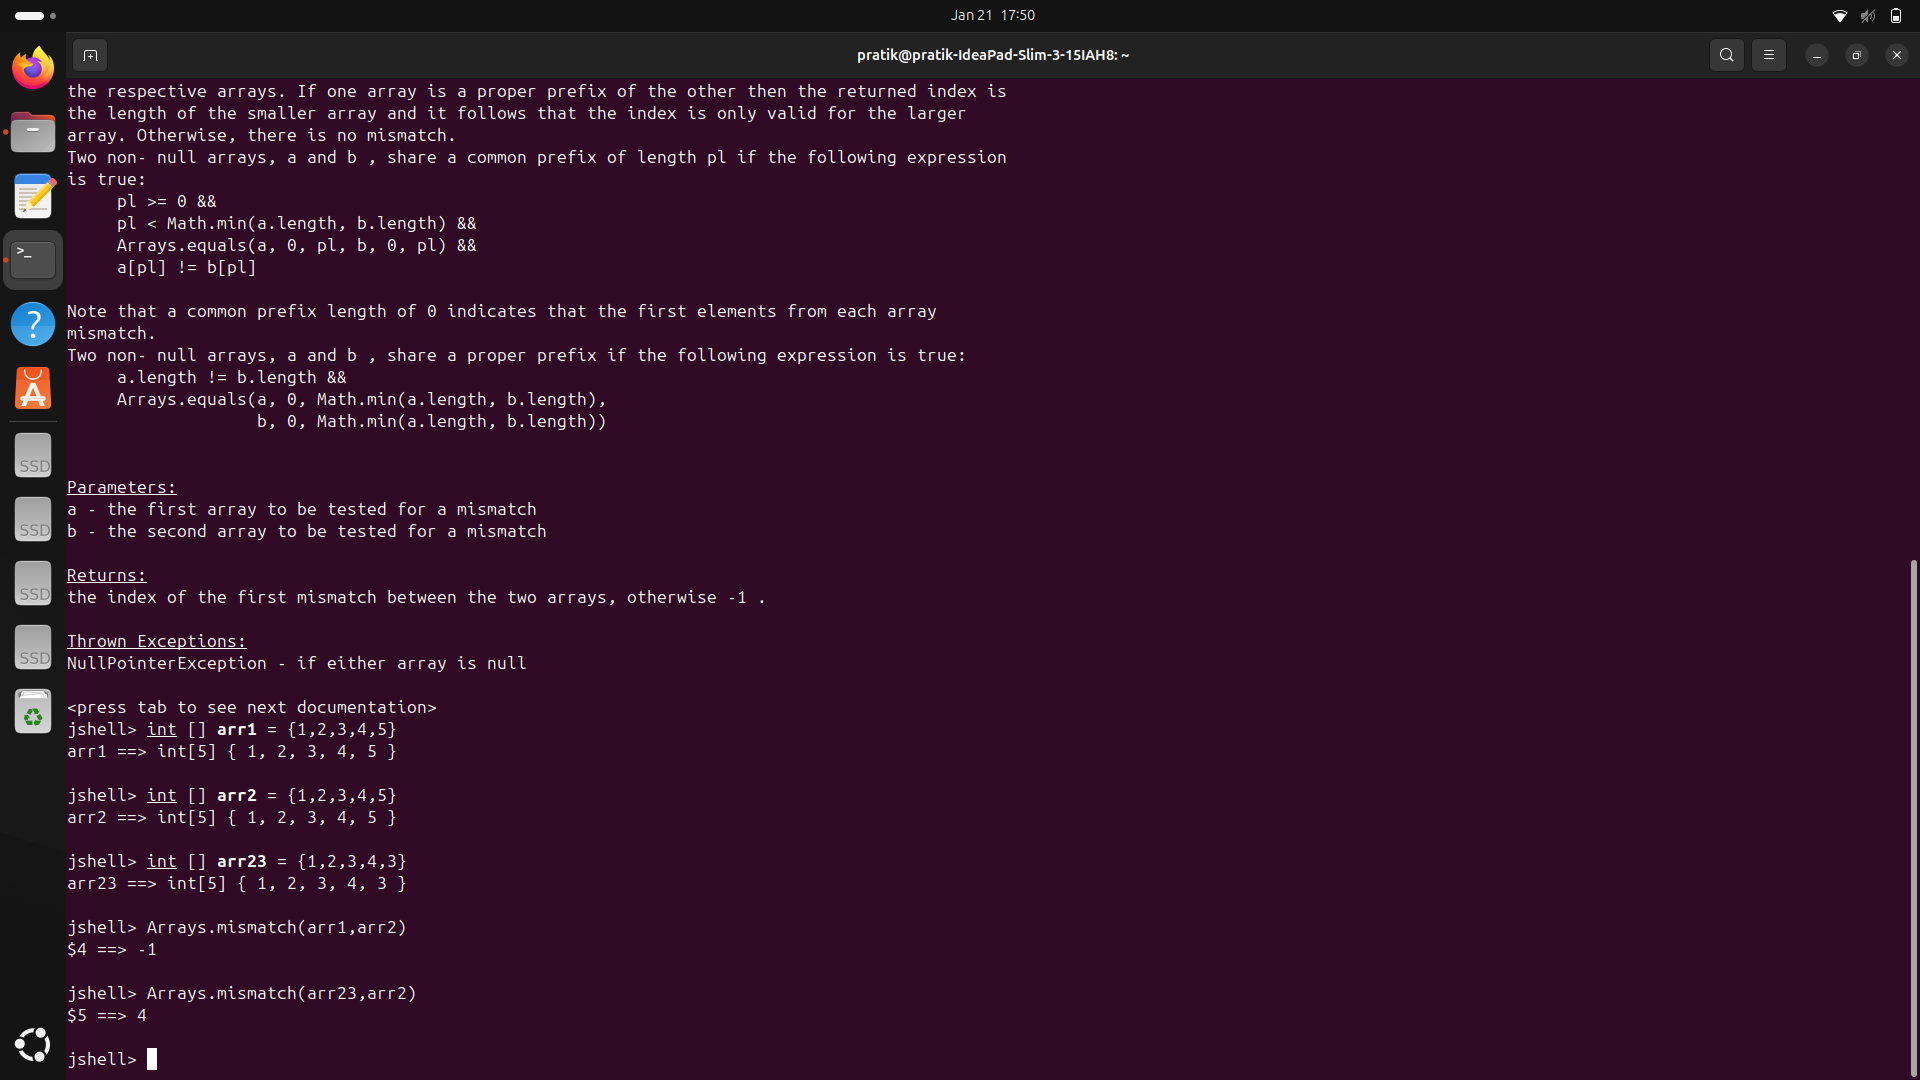 Jan 21 17:50
pratik@pratik-IdeaPad-Slim-3-15IAH8: ~
the respective arrays. If one array is a proper prefix of the other then the returned index is
the length of the smaller array and it follows that the index is only valid for the larger
array. Otherwise, there is no mismatch.
Two non- null arrays, a and b , share a common prefix of length pl if the following expression
is true:
     pl >= 0 &&
     pl < Math.min(a.length, b.length) &&
     Arrays.equals(a, 0, pl, b, 0, pl) &&
     a[pl] != b[pl]
Note that a common prefix length of 0 indicates that the first elements from each array
mismatch.
Two non- null arrays, a and b , share a proper prefix if the following expression is true:
     a.length != b.length &&
     Arrays.equals(a, 0, Math.min(a.length, b.length),
                   b, 0, Math.min(a.length, b.length))
Parameters:
a - the first array to be tested for a mismatch
b - the second array to be tested for a mismatch
Returns:
the index of the first mismatch between the two arrays, otherwise -1 .
Thrown Exceptions:
NullPointerException - if either array is null
<press tab to see next documentation>
jshell> int [] arr1 = {1,2,3,4,5}
arr1 ==> int[5] { 1, 2, 3, 4, 5 }
jshell> int [] arr2 = {1,2,3,4,5}
arr2 ==> int[5] { 1, 2, 3, 4, 5 }
jshell> int [] arr23 = {1,2,3,4,3}
arr23 ==> int[5] { 1, 2, 3, 4, 3 }
jshell> Arrays.mismatch(arr1,arr2)
$4 ==> -1
jshell> Arrays.mismatch(arr23,arr2)
$5 ==> 4
jshell>
SSD
SSD
SSD
SSD